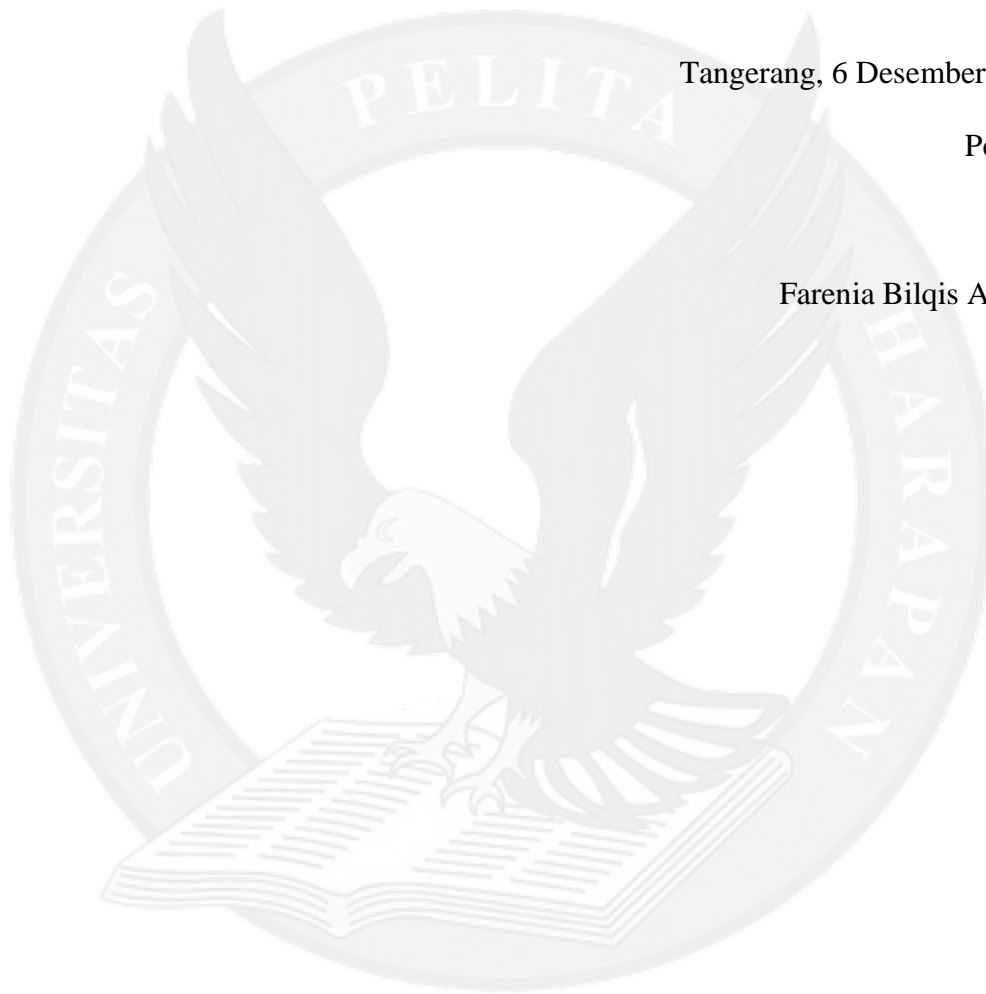 PELITA
Tangerang, 6 Desember
Farenia Bilqis
UNIVERSITAS
HARAPAN